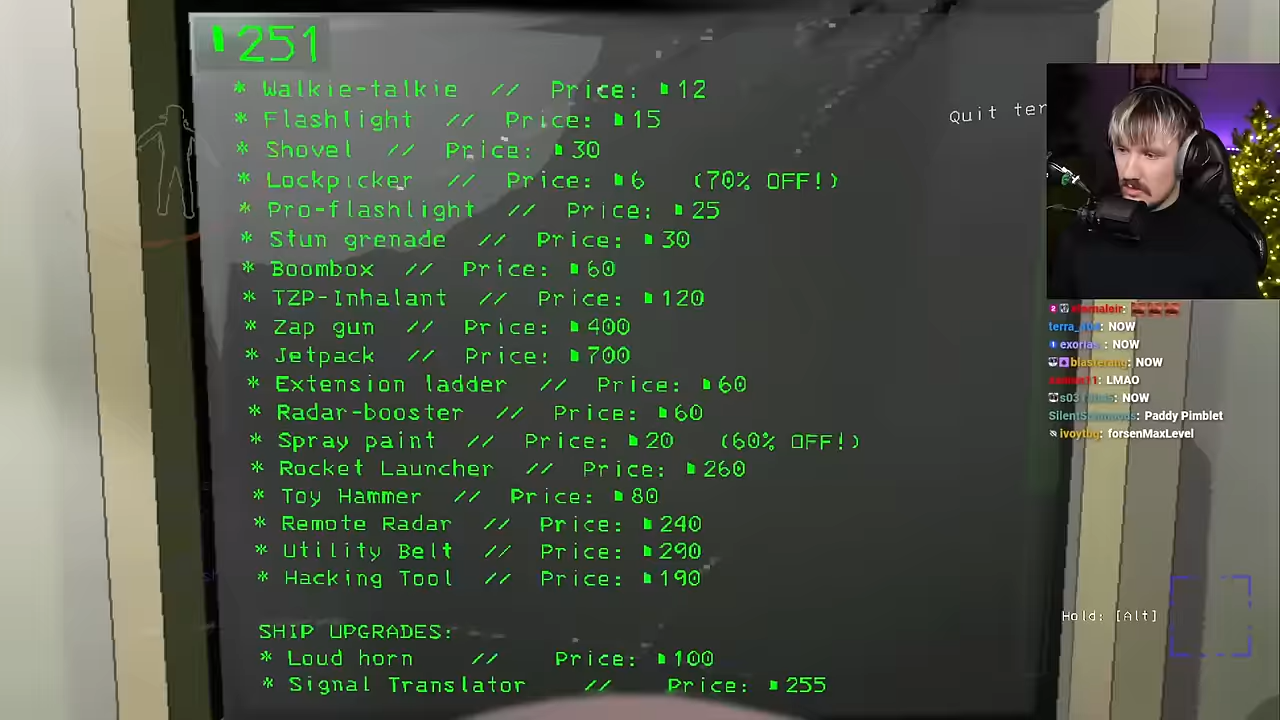 251
* Walkie-talkie // Price: 12
* Flashlight // Price: 15
* Shovel // Price: 30
* Lockpicker // Price: 6 (70% OFF!)
* Pro-flashlight // Price: 25
* Stun grenade // Price: 30
* Boombox // Price: 60
* TZP-Inhalant // Price: 120
* Zap gun // Price: 400
* Jetpack // Price: 700
* Extension ladder // Price: 60
* Radar-booster // Price: 60
* Spray paint // Price: 20 (60% OFF!)
* Rocket Launcher // Price: 260
* Toy Hammer // Price: 80
* Remote Radar // Price: 240
* Utility Belt // Price: 290
* Hacking Tool // Price: 190
SHIP UPGRADES:
* Loud horn // Price: 100
* Signal Translator // Price: 255
Quit ter
NOW
NOW
blasterang: NOW
LMAO
NOW
Paddy Pimblet
forsenMaxLevel
Hold: [Alt]